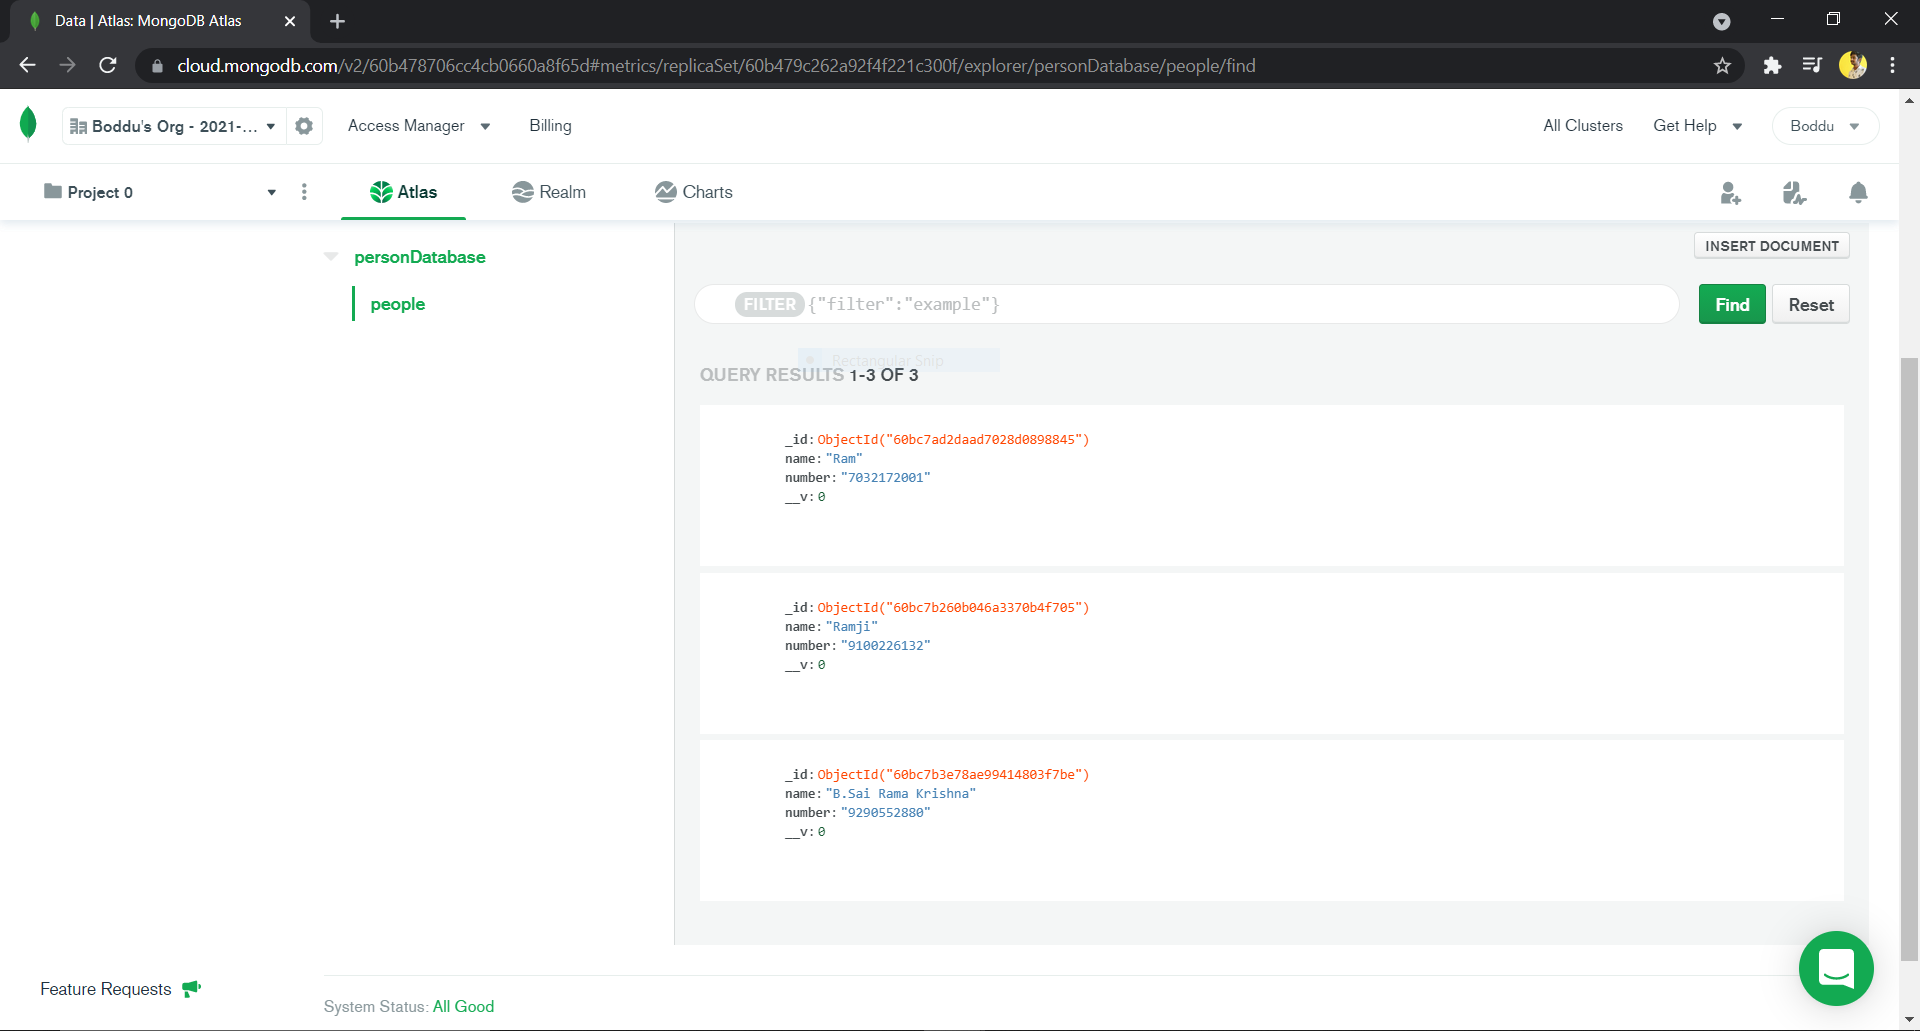 Data | Atlas: MongoDB Atlas
cloud.mongodb.com/v2/60b478706cc4cb0660a8f65d#metrics/replicaSet/60b479c262a92f4f221c300f/explorer/personDatabase/people/find
Boddu's Org - 2021-... Access Manager Billing All Clusters Get Help Boddu
Project 0 Atlas Realm Charts
personDatabase
people
INSERT DOCUMENT
FILTER {"filter":"example"} Find Reset
Rectangular Snip
QUERY RESULTS 1-3 OF 3
_id: ObjectId("60bc7ad2daad7028d0898845")
name: "Ram"
number: "7032172001"
__v: 0
_id: ObjectId("60bc7b260b046a3370b4f705")
name: "Ramji"
number: "9100226132"
__v: 0
_id: ObjectId("60bc7b3e78ae99414803f7be")
name: "B.Sai Rama Krishna"
number: "9290552880"
__v: 0
Feature Requests
System Status: All Good